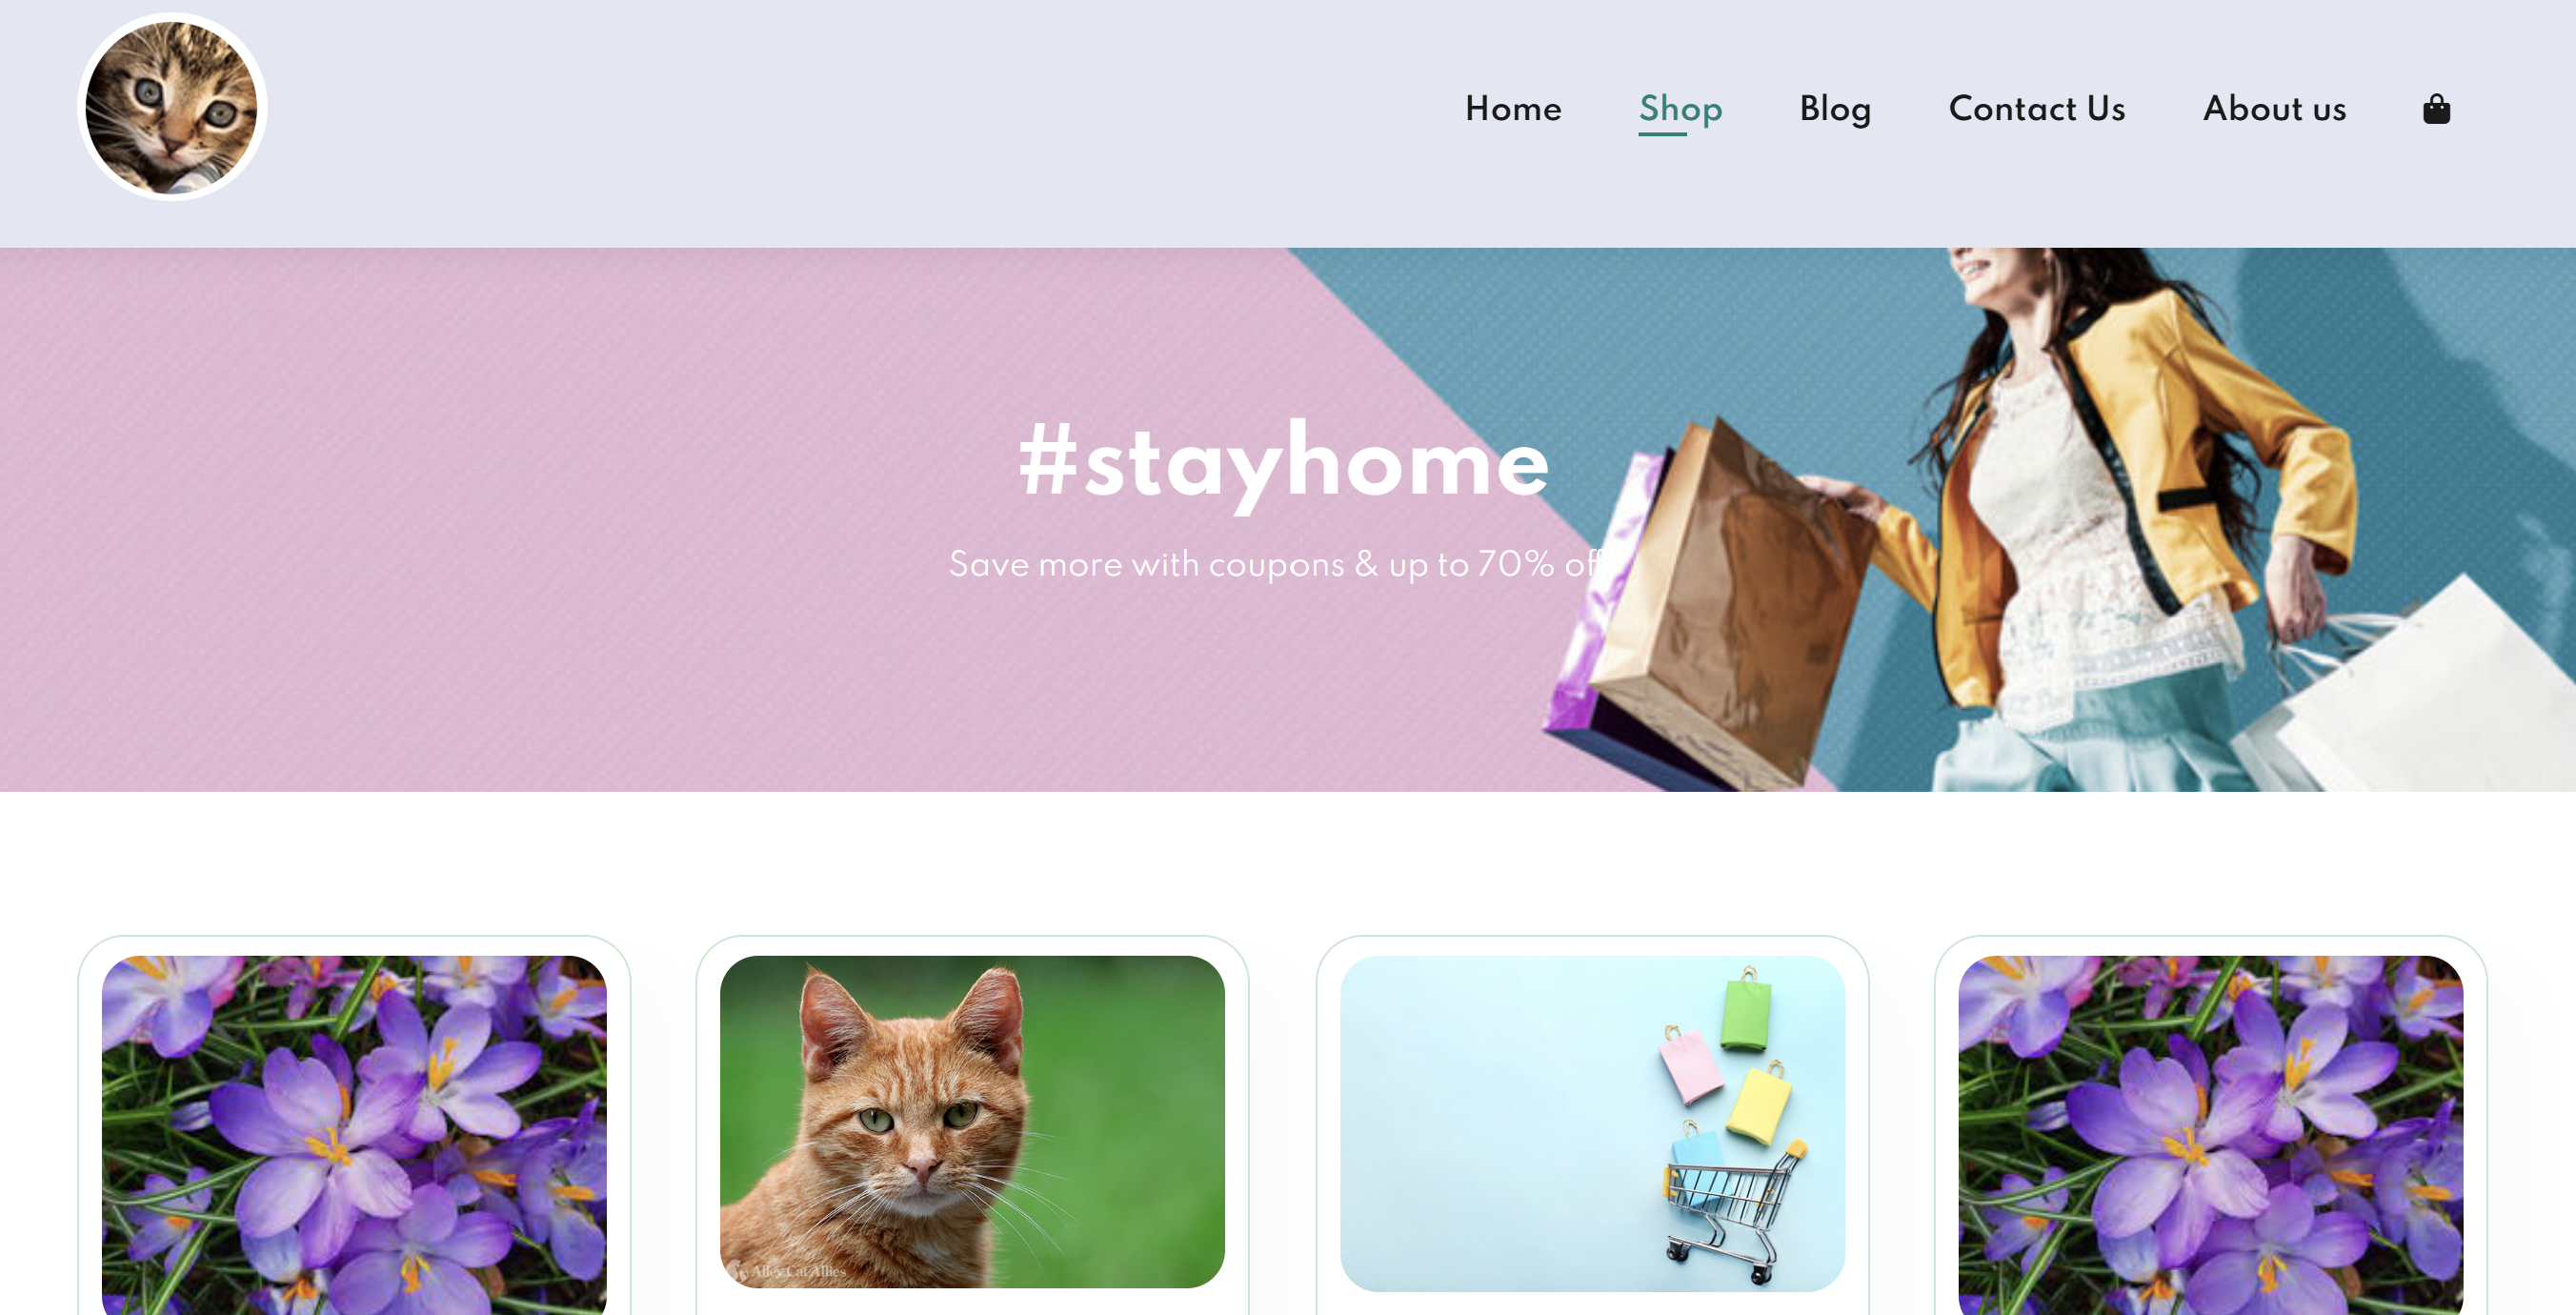 Home Shop Blog Contact Us About us
#stayhome
Save more with coupons & up to 70% off!
Alley Cat Allies